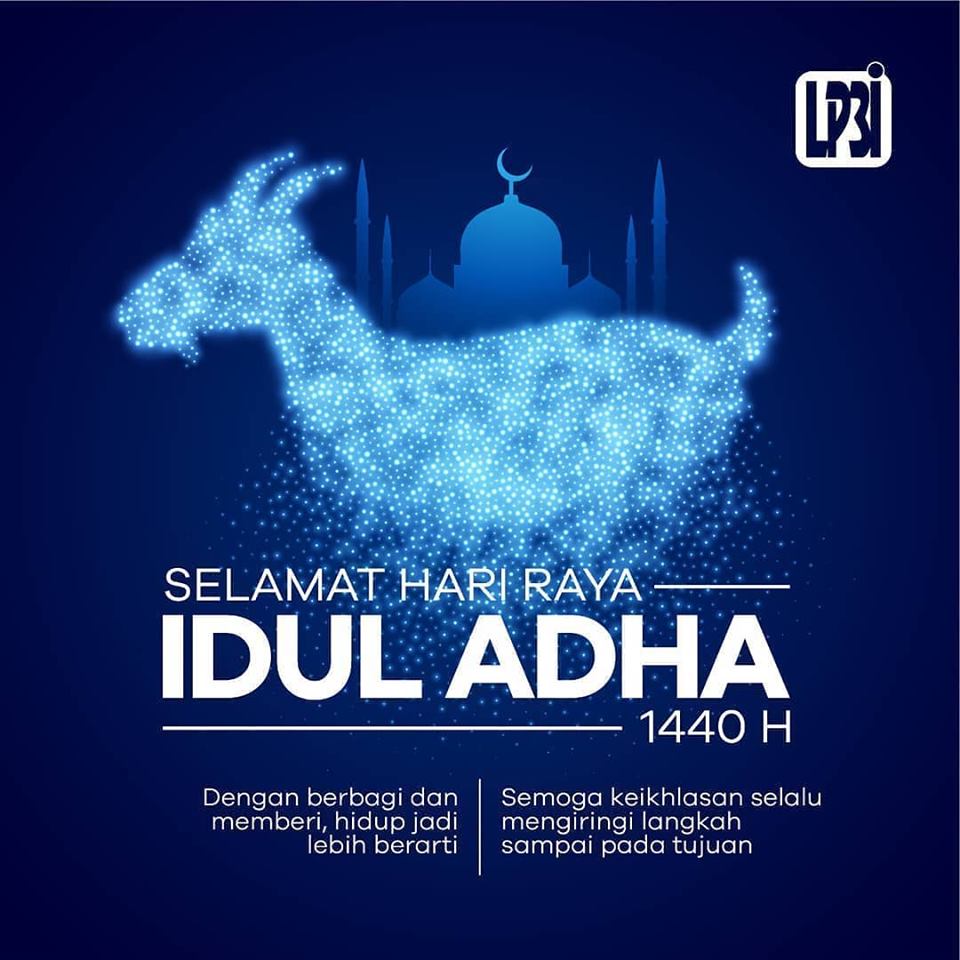 LP3I
SELAMAT HARI RAYA
IDUL ADHA
1440 H
Dengan berbagi dan
memberi, hidup jadi
lebih berarti
Semoga keikhlasan selalu
mengiringi langkah
sampai pada tujuan